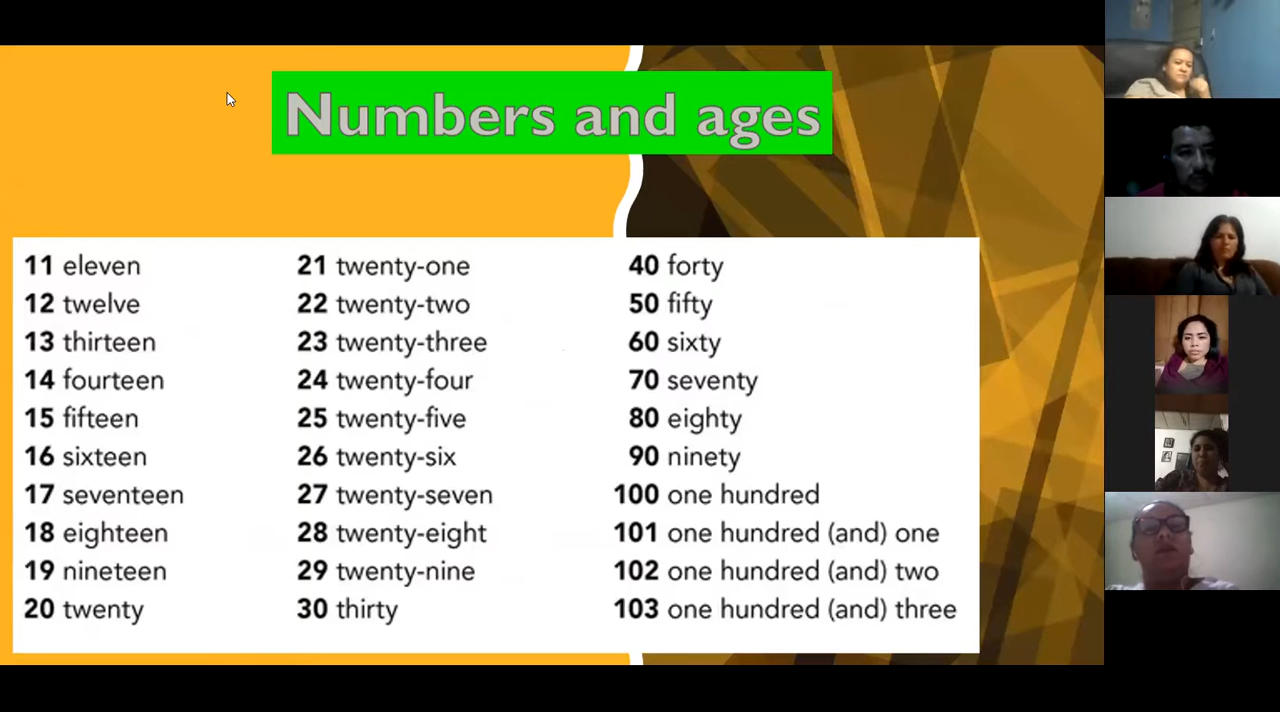 Numbers and ages
11 eleven
12 twelve
13 thirteen
14 fourteen
15 fifteen
16 sixteen
17 seventeen
18 eighteen
19 nineteen
20 twenty
21 twenty-one
22 twenty-two
23 twenty-three
24 twenty-four
25 twenty-five
26 twenty-six
27 twenty-seven
28 twenty-eight
29 twenty-nine
30 thirty
40 forty
50 fifty
60 sixty
70 seventy
80 eighty
90 ninety
100 one hundred
101 one hundred (and) one
102 one hundred (and) two
103 one hundred (and) three